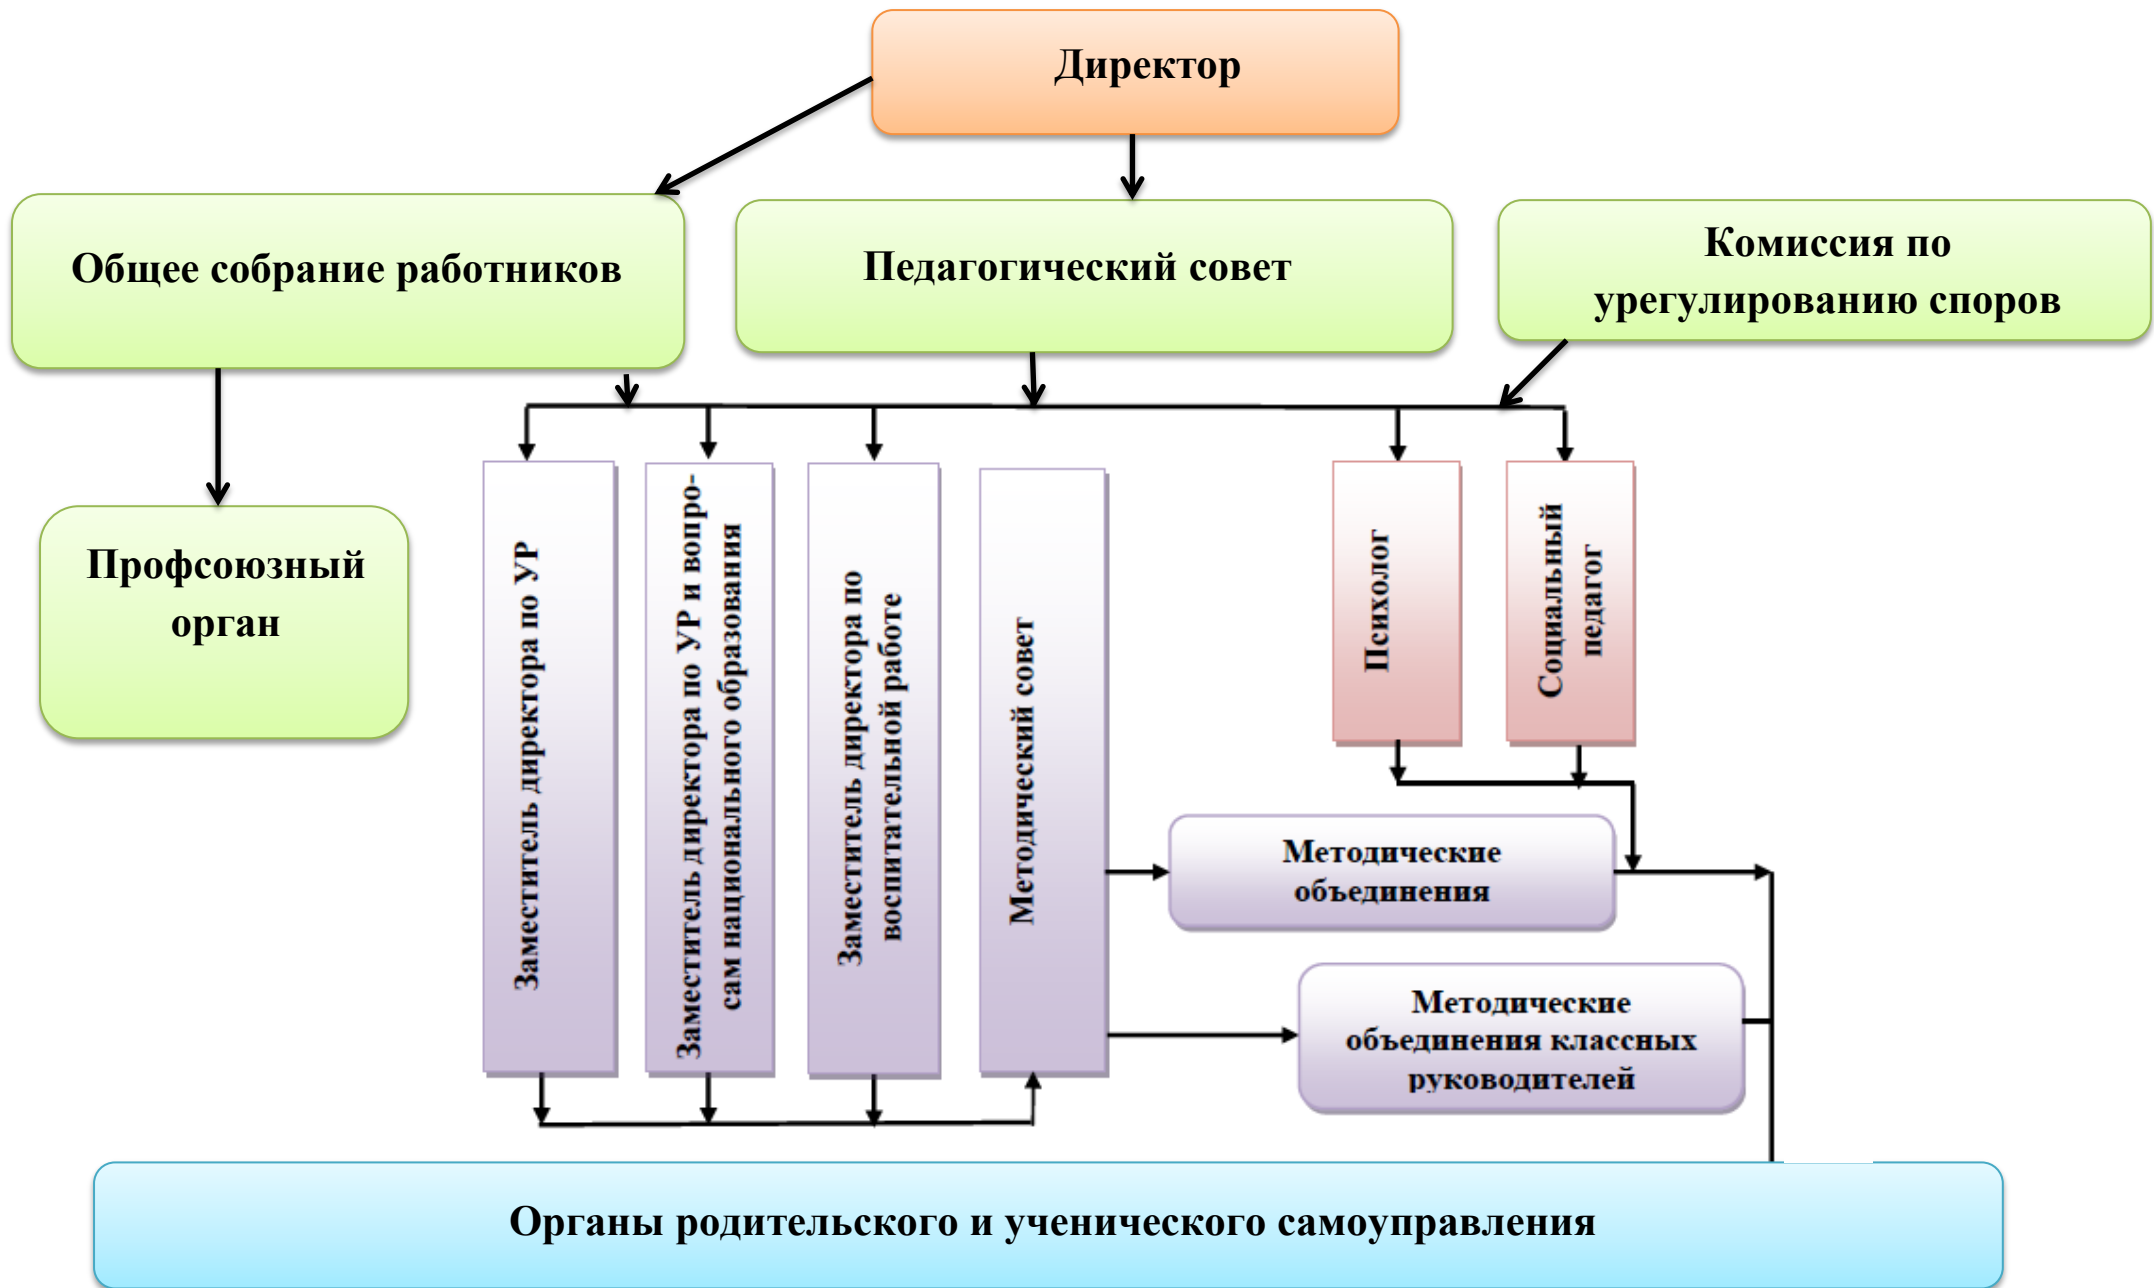 Директор
Общее собрание работников
Педагогический совет
Комиссия по
урегулированию споров
Профсоюзный
орган
Заместитель директора по УР
Заместитель директора по УР и вопро-
сам национального образования
Заместитель директора по
воспитательной работе
Методический совет
Психолог
Социальный
педагог
Методические
объединения
Методические
объединения классных
руководителей
Органы родительского и ученического самоуправления